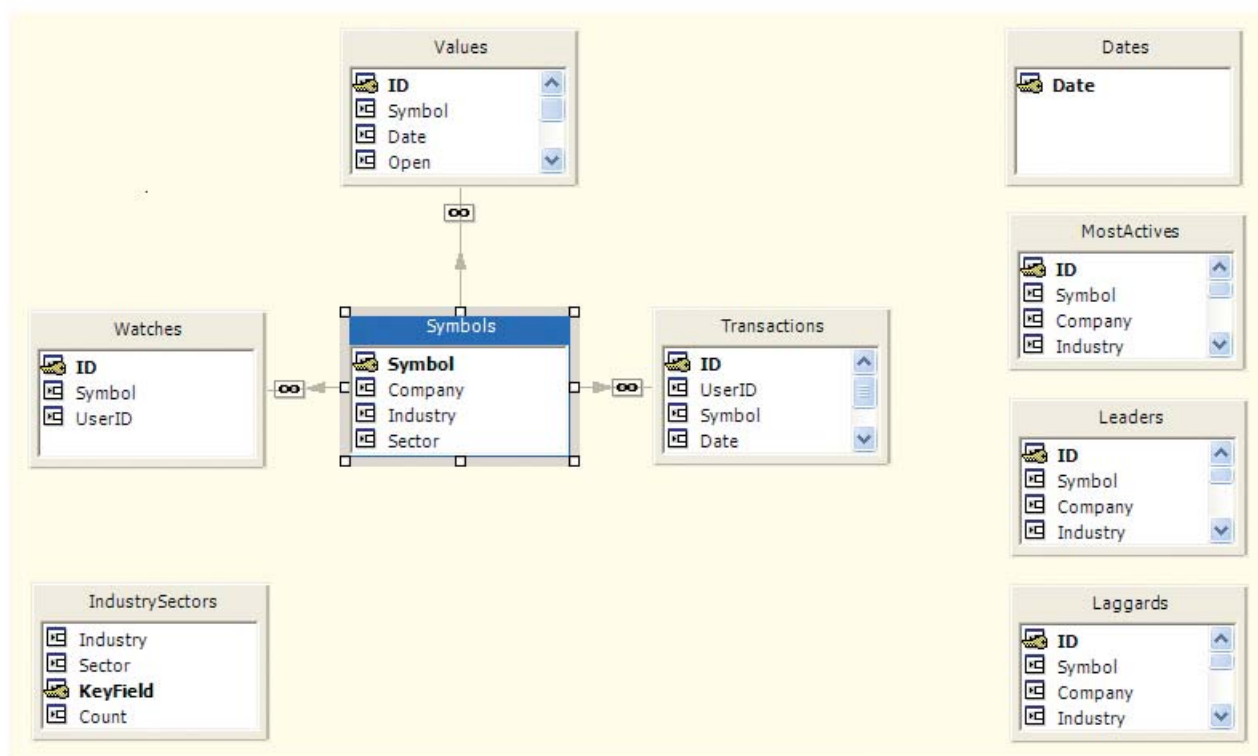 Values
ID
Symbol
Date
Open
Dates
Date
MostActives
ID
Symbol
Company
Industry
Watches
ID
Symbol
UserID
Symbols
Symbol
Company
Industry
Sector
Transactions
ID
UserID
Symbol
Date
Leaders
ID
Symbol
Company
Industry
IndustrySectors
Industry
Sector
KeyField
Count
Laggards
ID
Symbol
Company
Industry